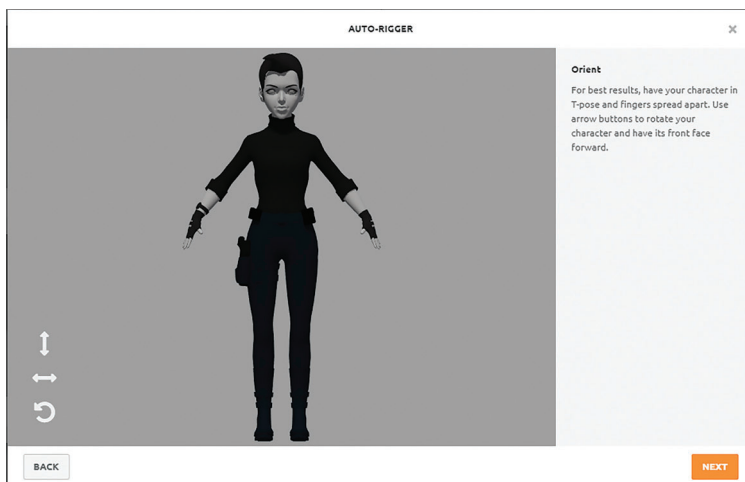 AUTO-RIGGER
Orient
For best results, have your character in
T-pose and fingers spread apart. Use
arrow buttons to rotate your
character and have its front face
forward.
BACK
NEXT